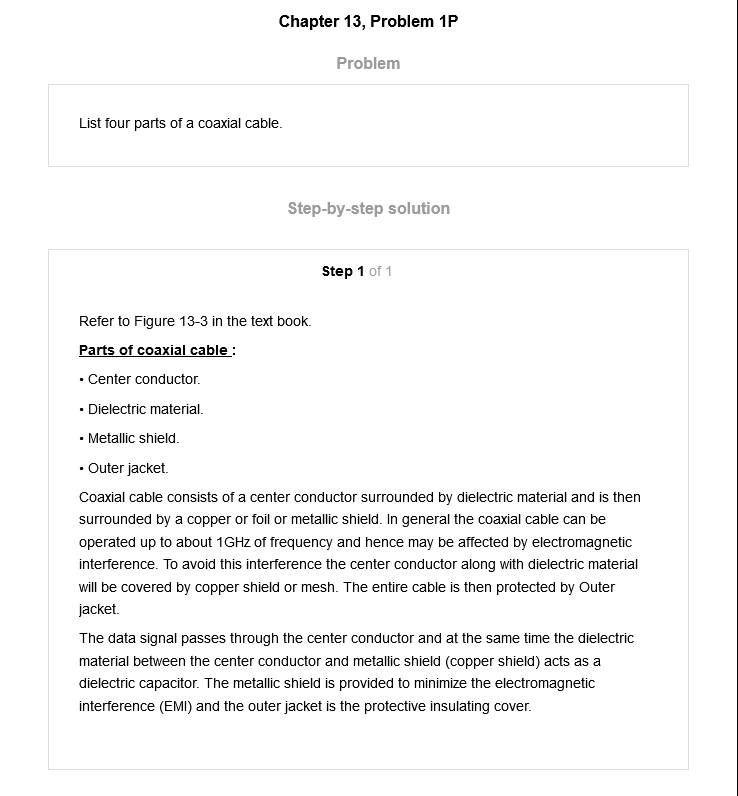 Chapter 13, Problem 1P
Problem
List four parts of a coaxial cable.
Step-by-step solution
Step 1 of 1
Refer to Figure 13-3 in the text book.
Parts of coaxial cable :
• Center conductor.
• Dielectric material.
• Metallic shield.
• Outer jacket.
Coaxial cable consists of a center conductor surrounded by dielectric material and is then
surrounded by a copper or foil or metallic shield. In general the coaxial cable can be
operated up to about 1GHz of frequency and hence may be affected by electromagnetic
interference. To avoid this interference the center conductor along with dielectric material
will be covered by copper shield or mesh. The entire cable is then protected by Outer
jacket.
The data signal passes through the center conductor and at the same time the dielectric
material between the center conductor and metallic shield (copper shield) acts as a
dielectric capacitor. The metallic shield is provided to minimize the electromagnetic
interference (EMI) and the outer jacket is the protective insulating cover.